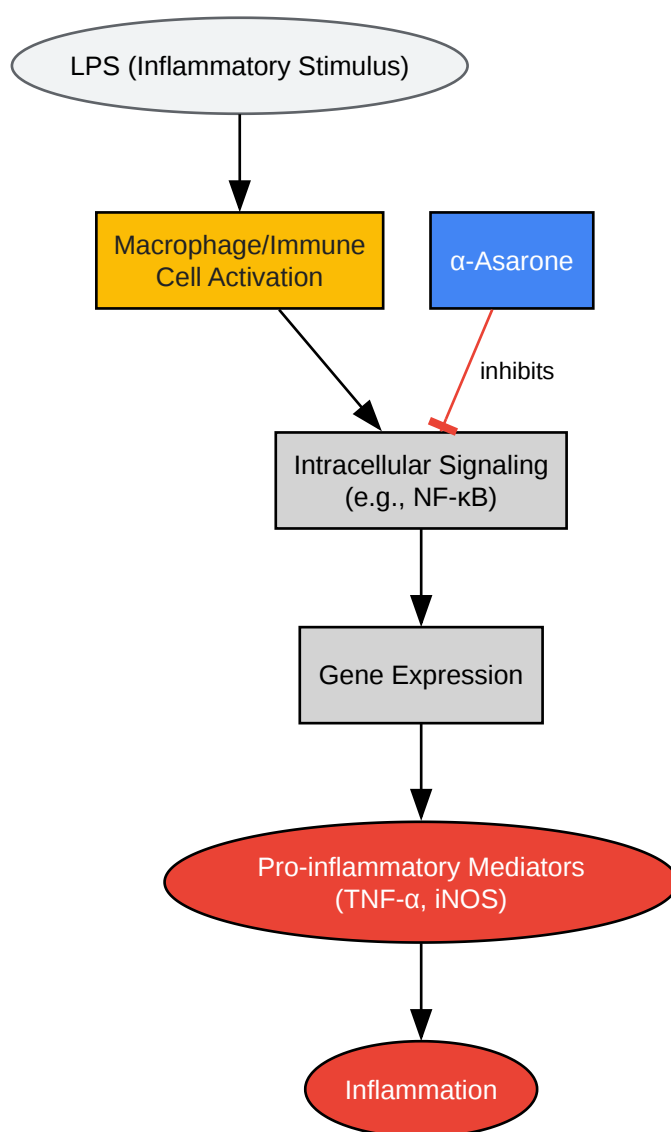 LPS (Inflammatory Stimulus)
Macrophage/Immune
Cell Activation
α-Asarone
inhibits
Intracellular Signaling
(e.g., NF-κB)
Gene Expression
Pro-inflammatory Mediators
(TNF-α, iNOS)
Inflammation